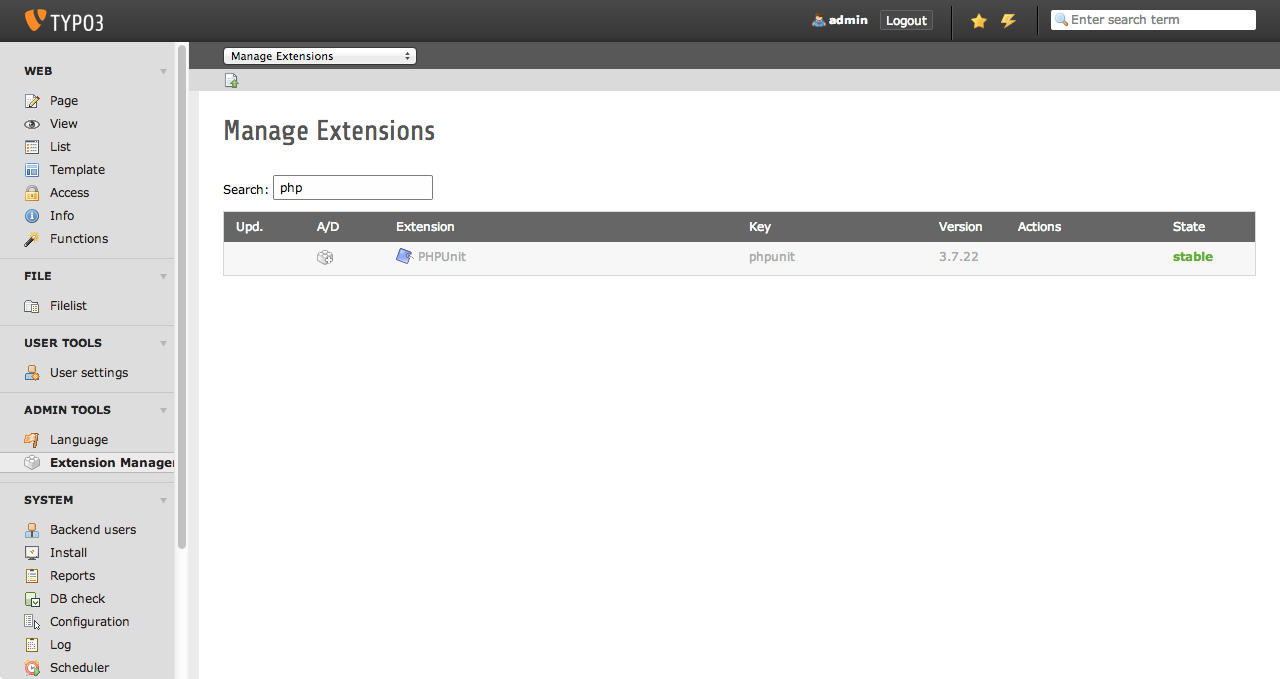 TYPO3
admin
Logout
Enter search term
WEB
Page
View
List
Template
Access
Info
Functions
FILE
Filelist
USER TOOLS
User settings
ADMIN TOOLS
Language
Extension Manager
SYSTEM
Backend users
Install
Reports
DB check
Configuration
Log
Scheduler
Manage Extensions
Manage Extensions
Search: php
Upd. A/D Extension Key Version Actions State
PHPUnit phpunit 3.7.22 stable